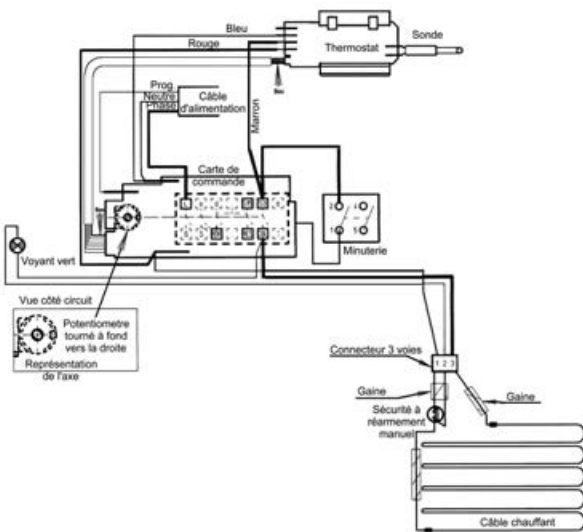 Bleu
Rouge
Thermostat
Sonde
Bleu
Prog
Neutre
Phase
Câble
d'alimentation
Marron
Carte de
commande
2
4
1
5
Minuterie
Voyant vert
Vue côté circuit
Potentiometre
tourné à fond
vers la droite
Représentation
de l'axe
Connecteur 3 voies
1 2 3
Gaine
Gaine
Sécurité à
réarmement
manuel
Câble chauffant